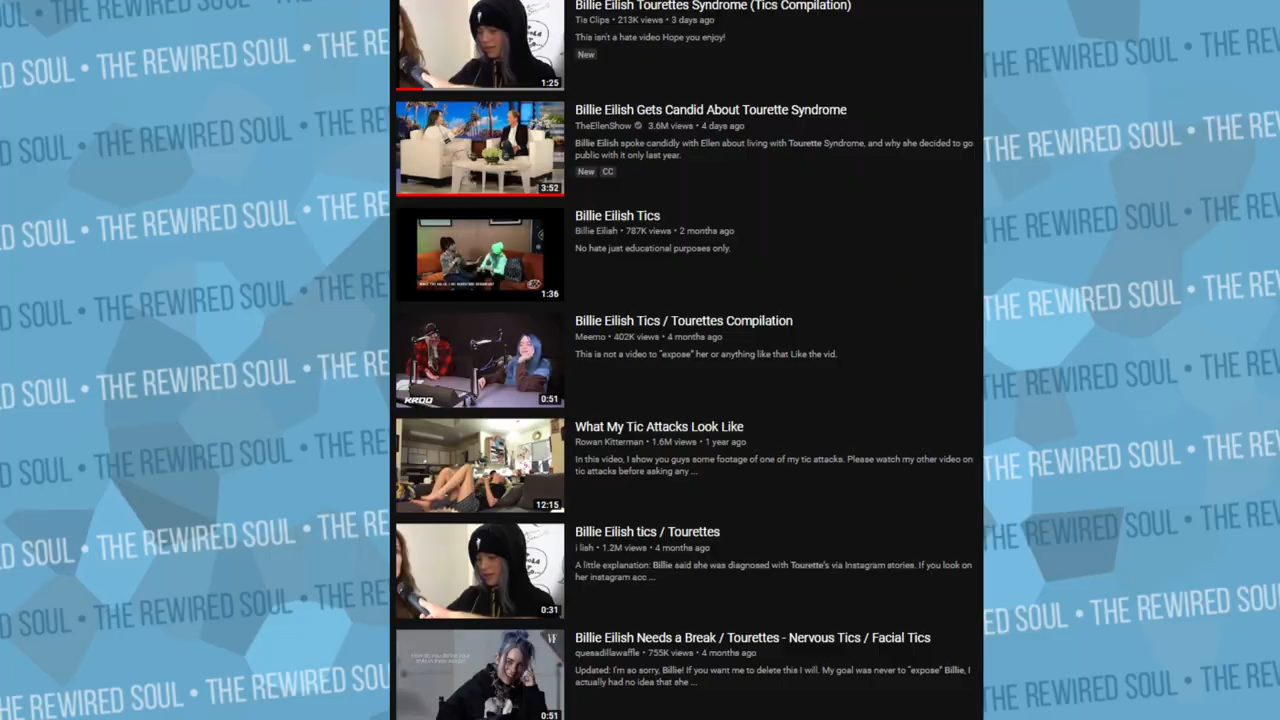 Billie Eilish Tourettes Syndrome (Tics Compilation)
Tia Clips • 213K views • 3 days ago
This isn't a hate video Hope you enjoy!
New
1:25
Billie Eilish Gets Candid About Tourette Syndrome
TheEllenShow 3.6M views • 4 days ago
Billie Eilish spoke candidly with Ellen about living with Tourette Syndrome, and why she decided to go
public with it only last year.
New CC
3:52
Billie Eilish Tics
Billie Eilish • 787K views • 2 months ago
No hate just educational purposes only.
1:36
Billie Eilish Tics / Tourettes Compilation
Meemo • 402K views • 4 months ago
This is not a video to "expose" her or anything like that Like the vid.
KROQ
0:51
What My Tic Attacks Look Like
Rowan Kitterman • 1.6M views • 1 year ago
In this video, I show you guys some footage of one of my tic attacks. Please watch my other video on
tic attacks before asking any ...
12:15
Billie Eilish tics / Tourettes
i lish • 1.2M views • 4 months ago
A little explanation: Billie said she was diagnosed with Tourette's via Instagram stories. If you look on
her instagram acc ...
0:31
Billie Eilish Needs a Break / Tourettes - Nervous Tics / Facial Tics
quesadillawaffle • 755K views • 4 months ago
Updated: I'm so sorry, Billie! If you want me to delete this I will. My goal was never to "expose" Billie, I
actually had no idea that she ...
VF
0:51
THE REWIRED SOUL • THE REWIRED SOUL